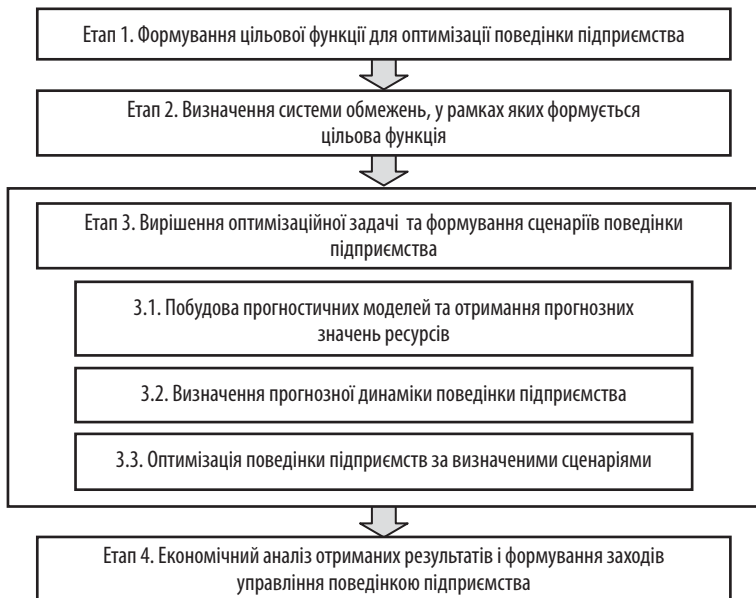 Етап 1. Формування цільової функції для оптимізації поведінки підприємства
Етап 2. Визначення системи обмежень, у рамках яких формується
цільова функція
Етап 3. Вирішення оптимізаційної задачі та формування сценаріїв поведінки
підприємства
3.1. Побудова прогностичних моделей та отримання прогнозних
значень ресурсів
3.2. Визначення прогнозної динаміки поведінки підприємства
3.3. Оптимізація поведінки підприємств за визначеними сценаріями
Етап 4. Економічний аналіз отриманих результатів і формування заходів
управління поведінкою підприємства